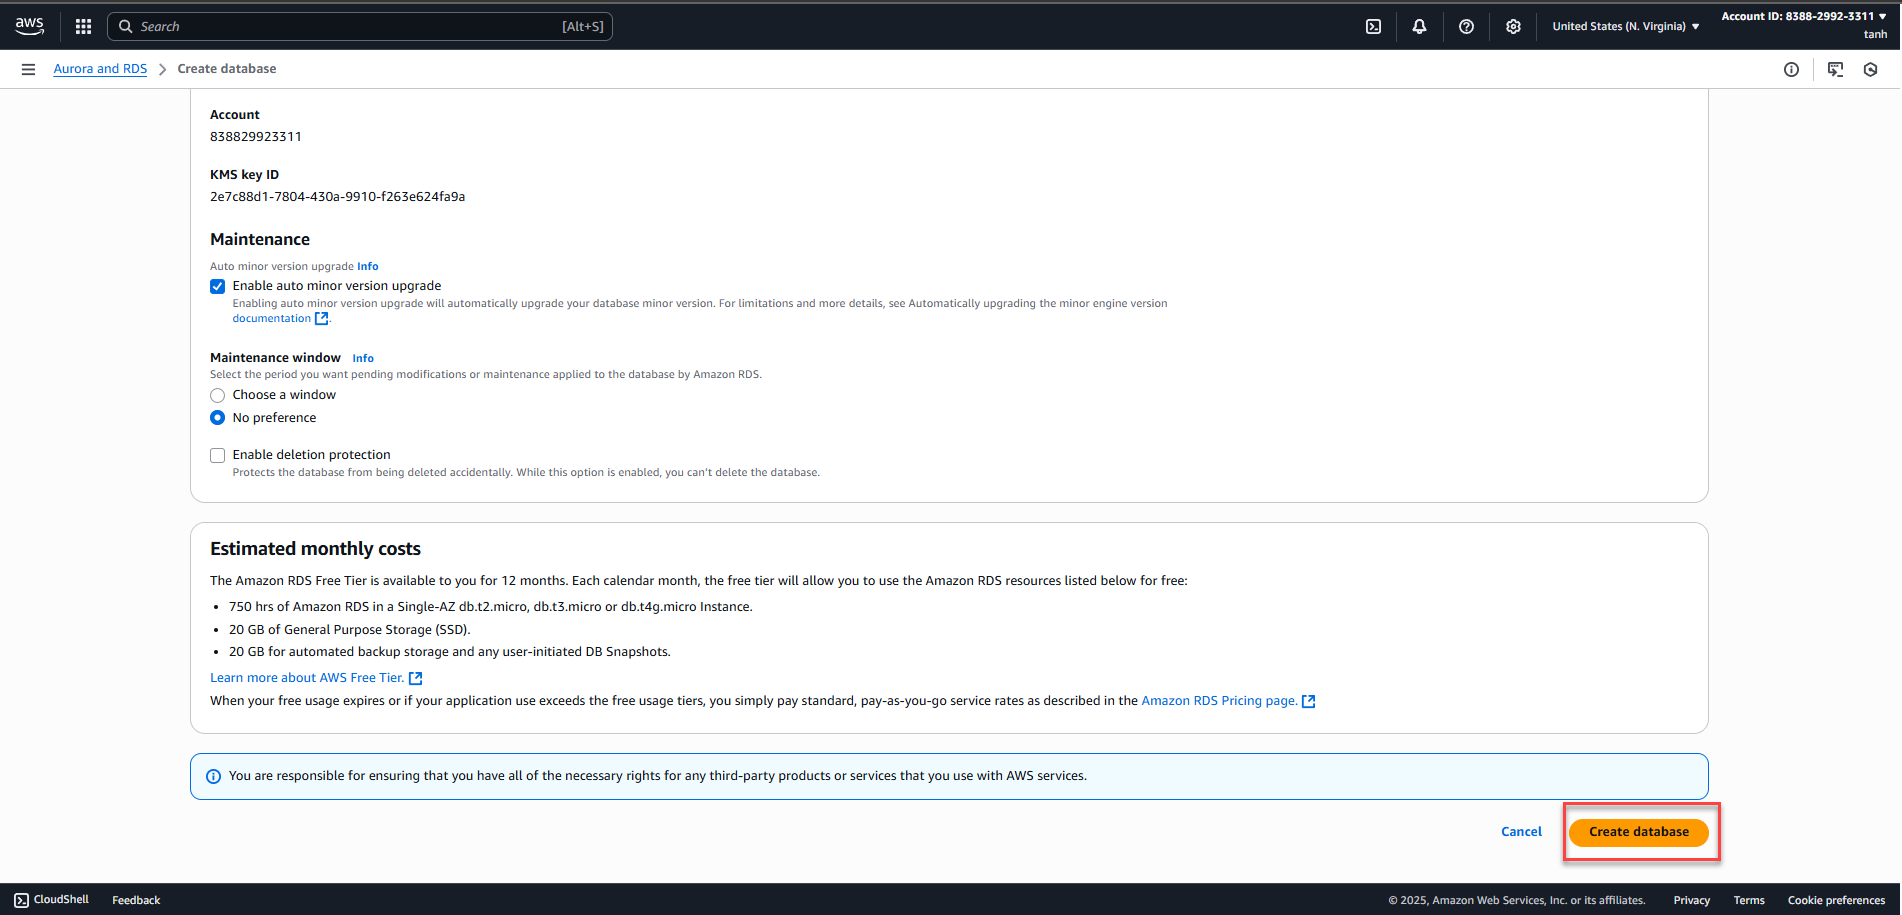 aws
Search
[Alt+S]
United States (N. Virginia)
Account ID: 8388-2992-3311
tanh
Aurora and RDS
Create database
Account
838829923311
KMS key ID
2e7c88d1-7804-430a-9910-f263e624fa9a
Maintenance
Auto minor version upgrade Info
Enable auto minor version upgrade
Enabling auto minor version upgrade will automatically upgrade your database minor version. For limitations and more details, see Automatically upgrading the minor engine version
documentation.
Maintenance window Info
Select the period you want pending modifications or maintenance applied to the database by Amazon RDS.
Choose a window
No preference
Enable deletion protection
Protects the database from being deleted accidentally. While this option is enabled, you can't delete the database.
Estimated monthly costs
The Amazon RDS Free Tier is available to you for 12 months. Each calendar month, the free tier will allow you to use the Amazon RDS resources listed below for free:
• 750 hrs of Amazon RDS in a Single-AZ db.t2.micro, db.t3.micro or db.t4g.micro Instance.
• 20 GB of General Purpose Storage (SSD).
• 20 GB for automated backup storage and any user-initiated DB Snapshots.
Learn more about AWS Free Tier.
When your free usage expires or if your application use exceeds the free usage tiers, you simply pay standard, pay-as-you-go service rates as described in the Amazon RDS Pricing page.
You are responsible for ensuring that you have all of the necessary rights for any third-party products or services that you use with AWS services.
Cancel
Create database
CloudShell
Feedback
© 2025, Amazon Web Services, Inc. or its affiliates.
Privacy
Terms
Cookie preferences